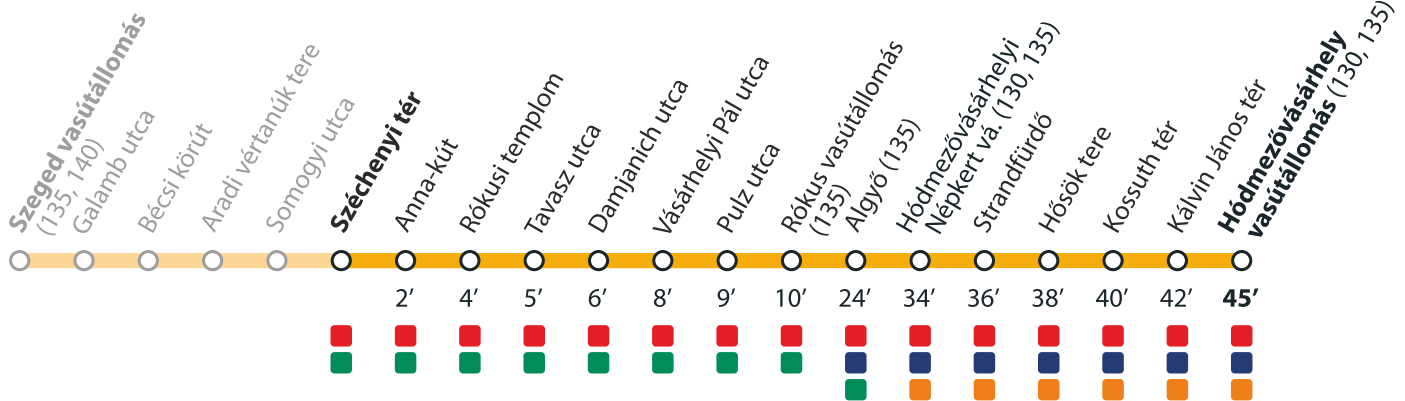 Szeged vasútállomás
(135, 140)
Galamb utca
Bécsi körút
Aradi vértanúk tere
Somogyi utca
Széchenyi tér
Anna-kút
Rókusi templom
Tavasz utca
Damjanich utca
Vásárhelyi Pál utca
Pulz utca
Rókus vasútállomás
(135)
Algyő (135)
Hódmezővásárhelyi
Népkert vá. (130, 135)
Strandfürdő
Hősök tere
Kossuth tér
Kálvin János tér
Hódmezővásárhely
vasútállomás (130, 135)
2’ 4’ 5’ 6’ 8’ 9’ 10’ 24’ 34’ 36’ 38’ 40’ 42’ 45’